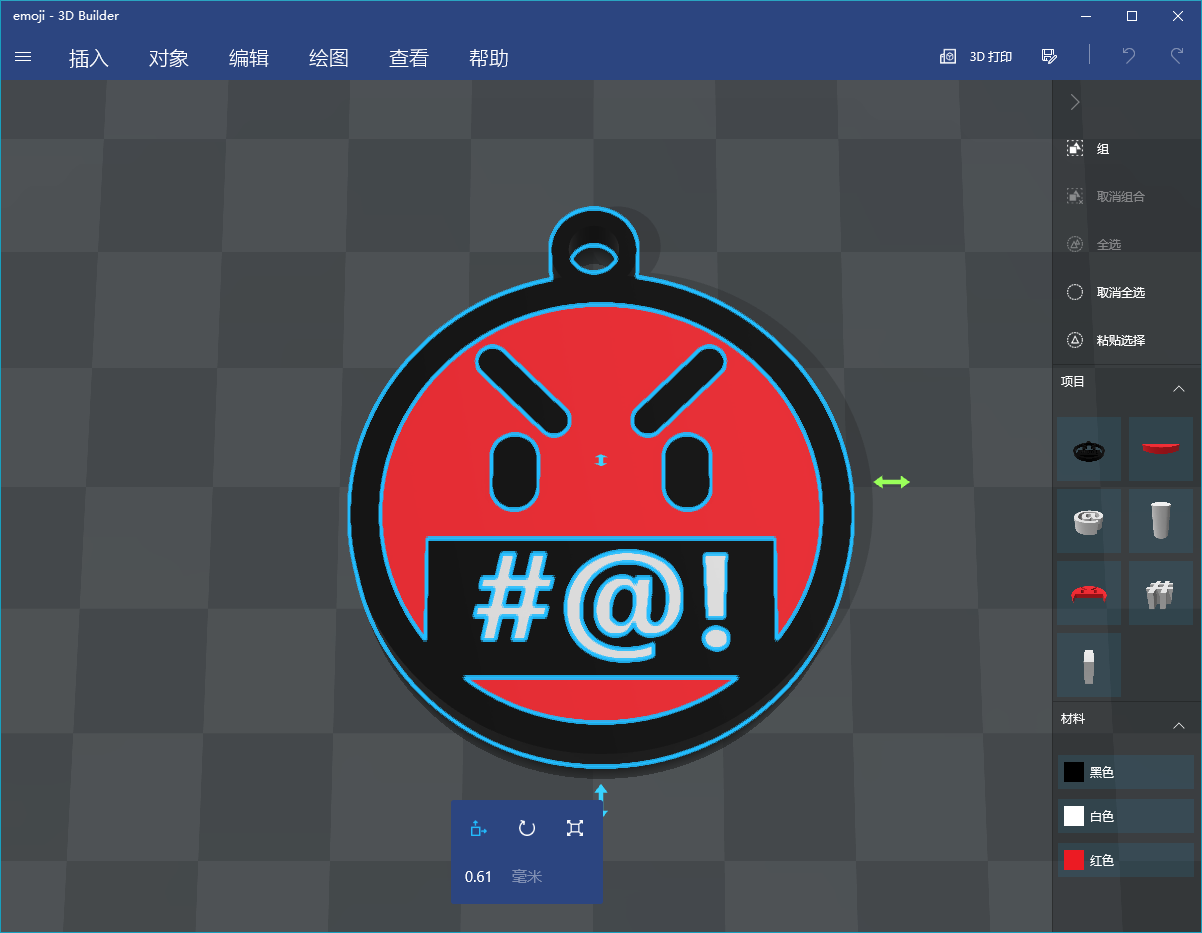 emoji - 3D Builder
插入 对象 编辑 绘图 查看 帮助 3D 打印
组
取消组合
全选
取消全选
粘贴选择
项目
#@!
材料
黑色
白色
红色
0.61 毫米